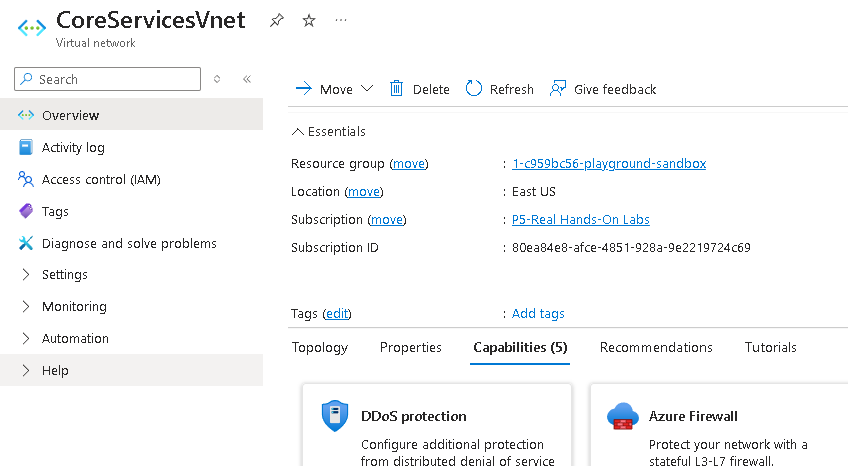 CoreServicesVnet
Virtual network
Search
Overview
Activity log
Access control (IAM)
Tags
Diagnose and solve problems
Settings
Monitoring
Automation
Help
Move
Delete
Refresh
Give feedback
Essentials
Resource group (move) : 1-c959bc56-playground-sandbox
Location (move) : East US
Subscription (move) : P5-Real Hands-On Labs
Subscription ID : 80ea84e8-afce-4851-928a-9e2219724c69
Tags (edit) : Add tags
Topology Properties Capabilities (5) Recommendations Tutorials
DDoS protection
Configure additional protection
from distributed denial of service
Azure Firewall
Protect your network with a
stateful L3-L7 firewall.